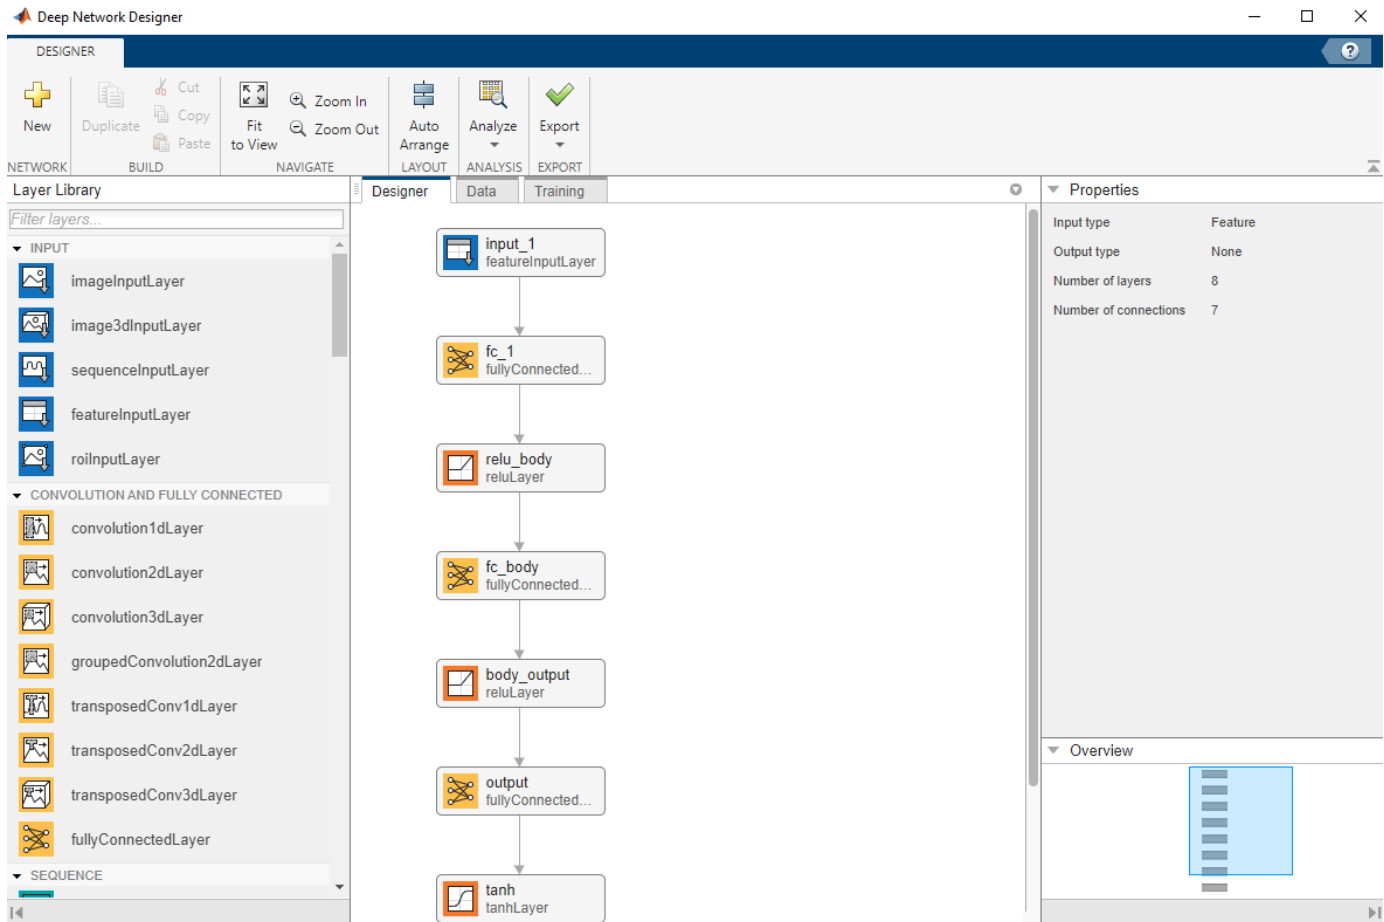 Deep Network Designer
DESIGNER
New
Duplicate
Cut
Copy
Paste
Fit
to View
Zoom In
Zoom Out
Auto
Arrange
Analyze
Export
NETWORK
BUILD
NAVIGATE
LAYOUT
ANALYSIS
EXPORT
Layer Library
Filter layers...
INPUT
imageInputLayer
image3dInputLayer
sequenceInputLayer
featureInputLayer
roiInputLayer
CONVOLUTION AND FULLY CONNECTED
convolution1dLayer
convolution2dLayer
convolution3dLayer
groupedConvolution2dLayer
transposedConv1dLayer
transposedConv2dLayer
transposedConv3dLayer
fullyConnectedLayer
SEQUENCE
Designer
Data
Training
input_1
featureInputLayer
fc_1
fullyConnected...
relu_body
reluLayer
fc_body
fullyConnected...
body_output
reluLayer
output
fullyConnected...
tanh
tanhLayer
Properties
Input type Feature
Output type None
Number of layers 8
Number of connections 7
Overview